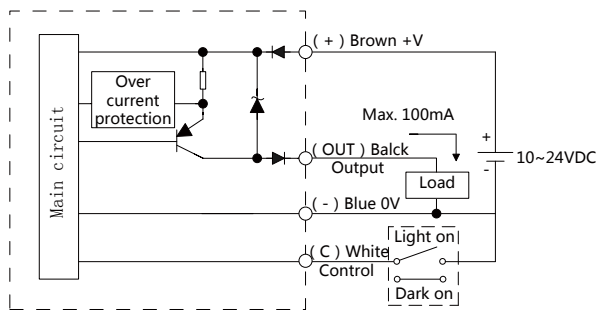 Main circuit
Over
current
protection
( + ) Brown +V
Max. 100mA
( OUT ) Balck
Output
Load
+
-
10~24VDC
( - ) Blue 0V
( C ) White
Control
Light on
Dark on